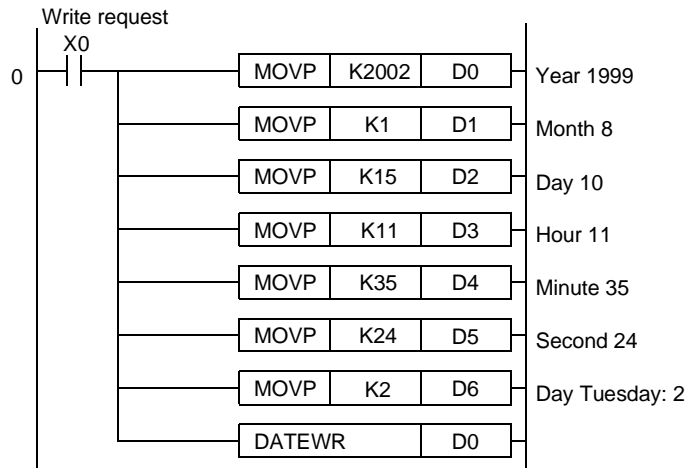 Write request
X0
0 MOVP K2002 D0 Year 1999
MOVP K1 D1 Month 8
MOVP K15 D2 Day 10
MOVP K11 D3 Hour 11
MOVP K35 D4 Minute 35
MOVP K24 D5 Second 24
MOVP K2 D6 Day Tuesday: 2
DATEWR D0